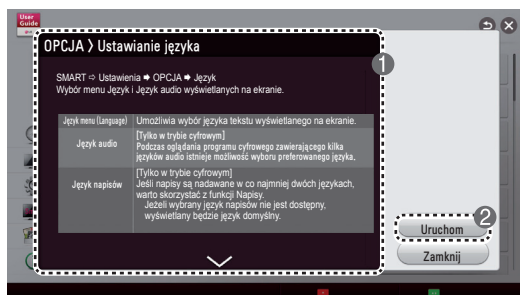 User
Guide
OPCJA > Ustawianie języka
1
SMART ⇨ Ustawienia ➡ OPCJA ➡ Język
Wybór menu Język i Język audio wyświetlanych na ekranie.
Język menu (Language) Umożliwia wybór języka tekstu wyświetlanego na ekranie.
Język audio
[Tylko w trybie cyfrowym]
Podczas oglądania programu cyfrowego zawierającego kilka
języków audio istnieje możliwość wyboru preferowanego języka.
Język napisów
[Tylko w trybie cyfrowym]
Jeśli napisy są nadawane w co najmniej dwóch językach,
warto skorzystać z funkcji Napisy.
Jeżeli wybrany język napisów nie jest dostępny,
wyświetlany będzie język domyślny.
2
Uruchom
Zamknij